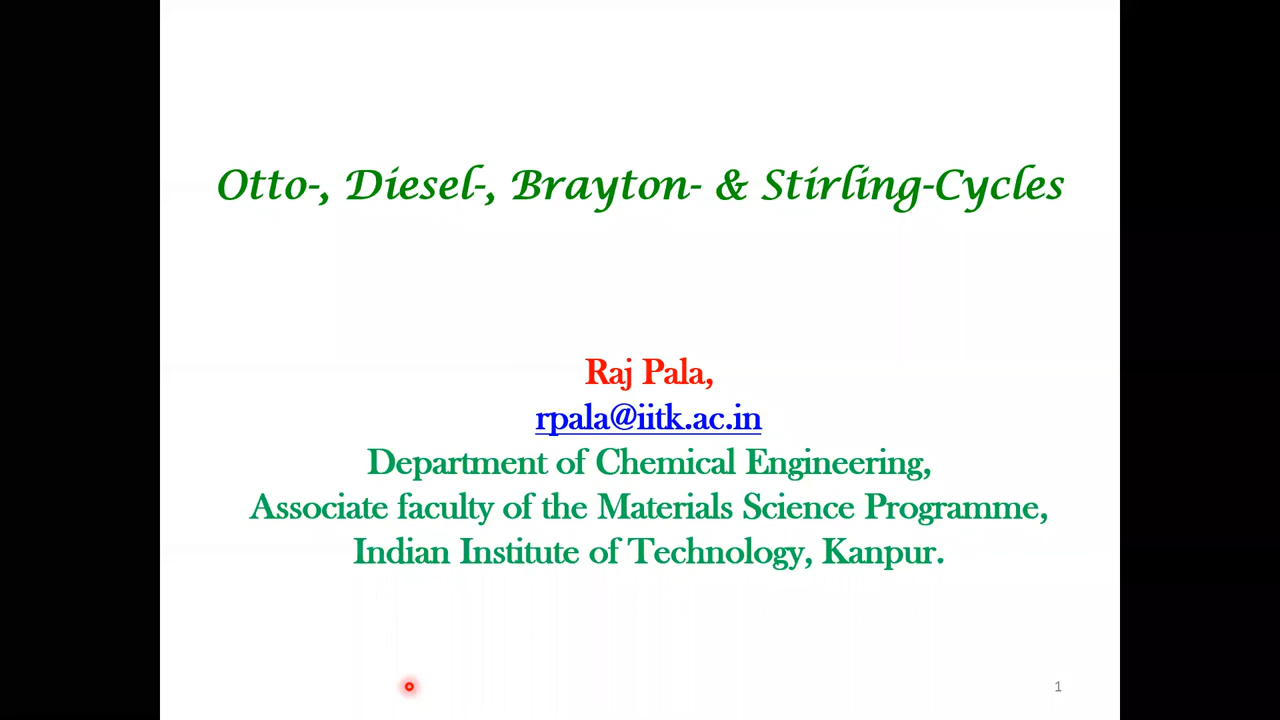 Otto-, Diesel-, Brayton- & Stirling-Cycles
Raj Pala,
rpala@iitk.ac.in
Department of Chemical Engineering,
Associate faculty of the Materials Science Programme,
Indian Institute of Technology, Kanpur.
1